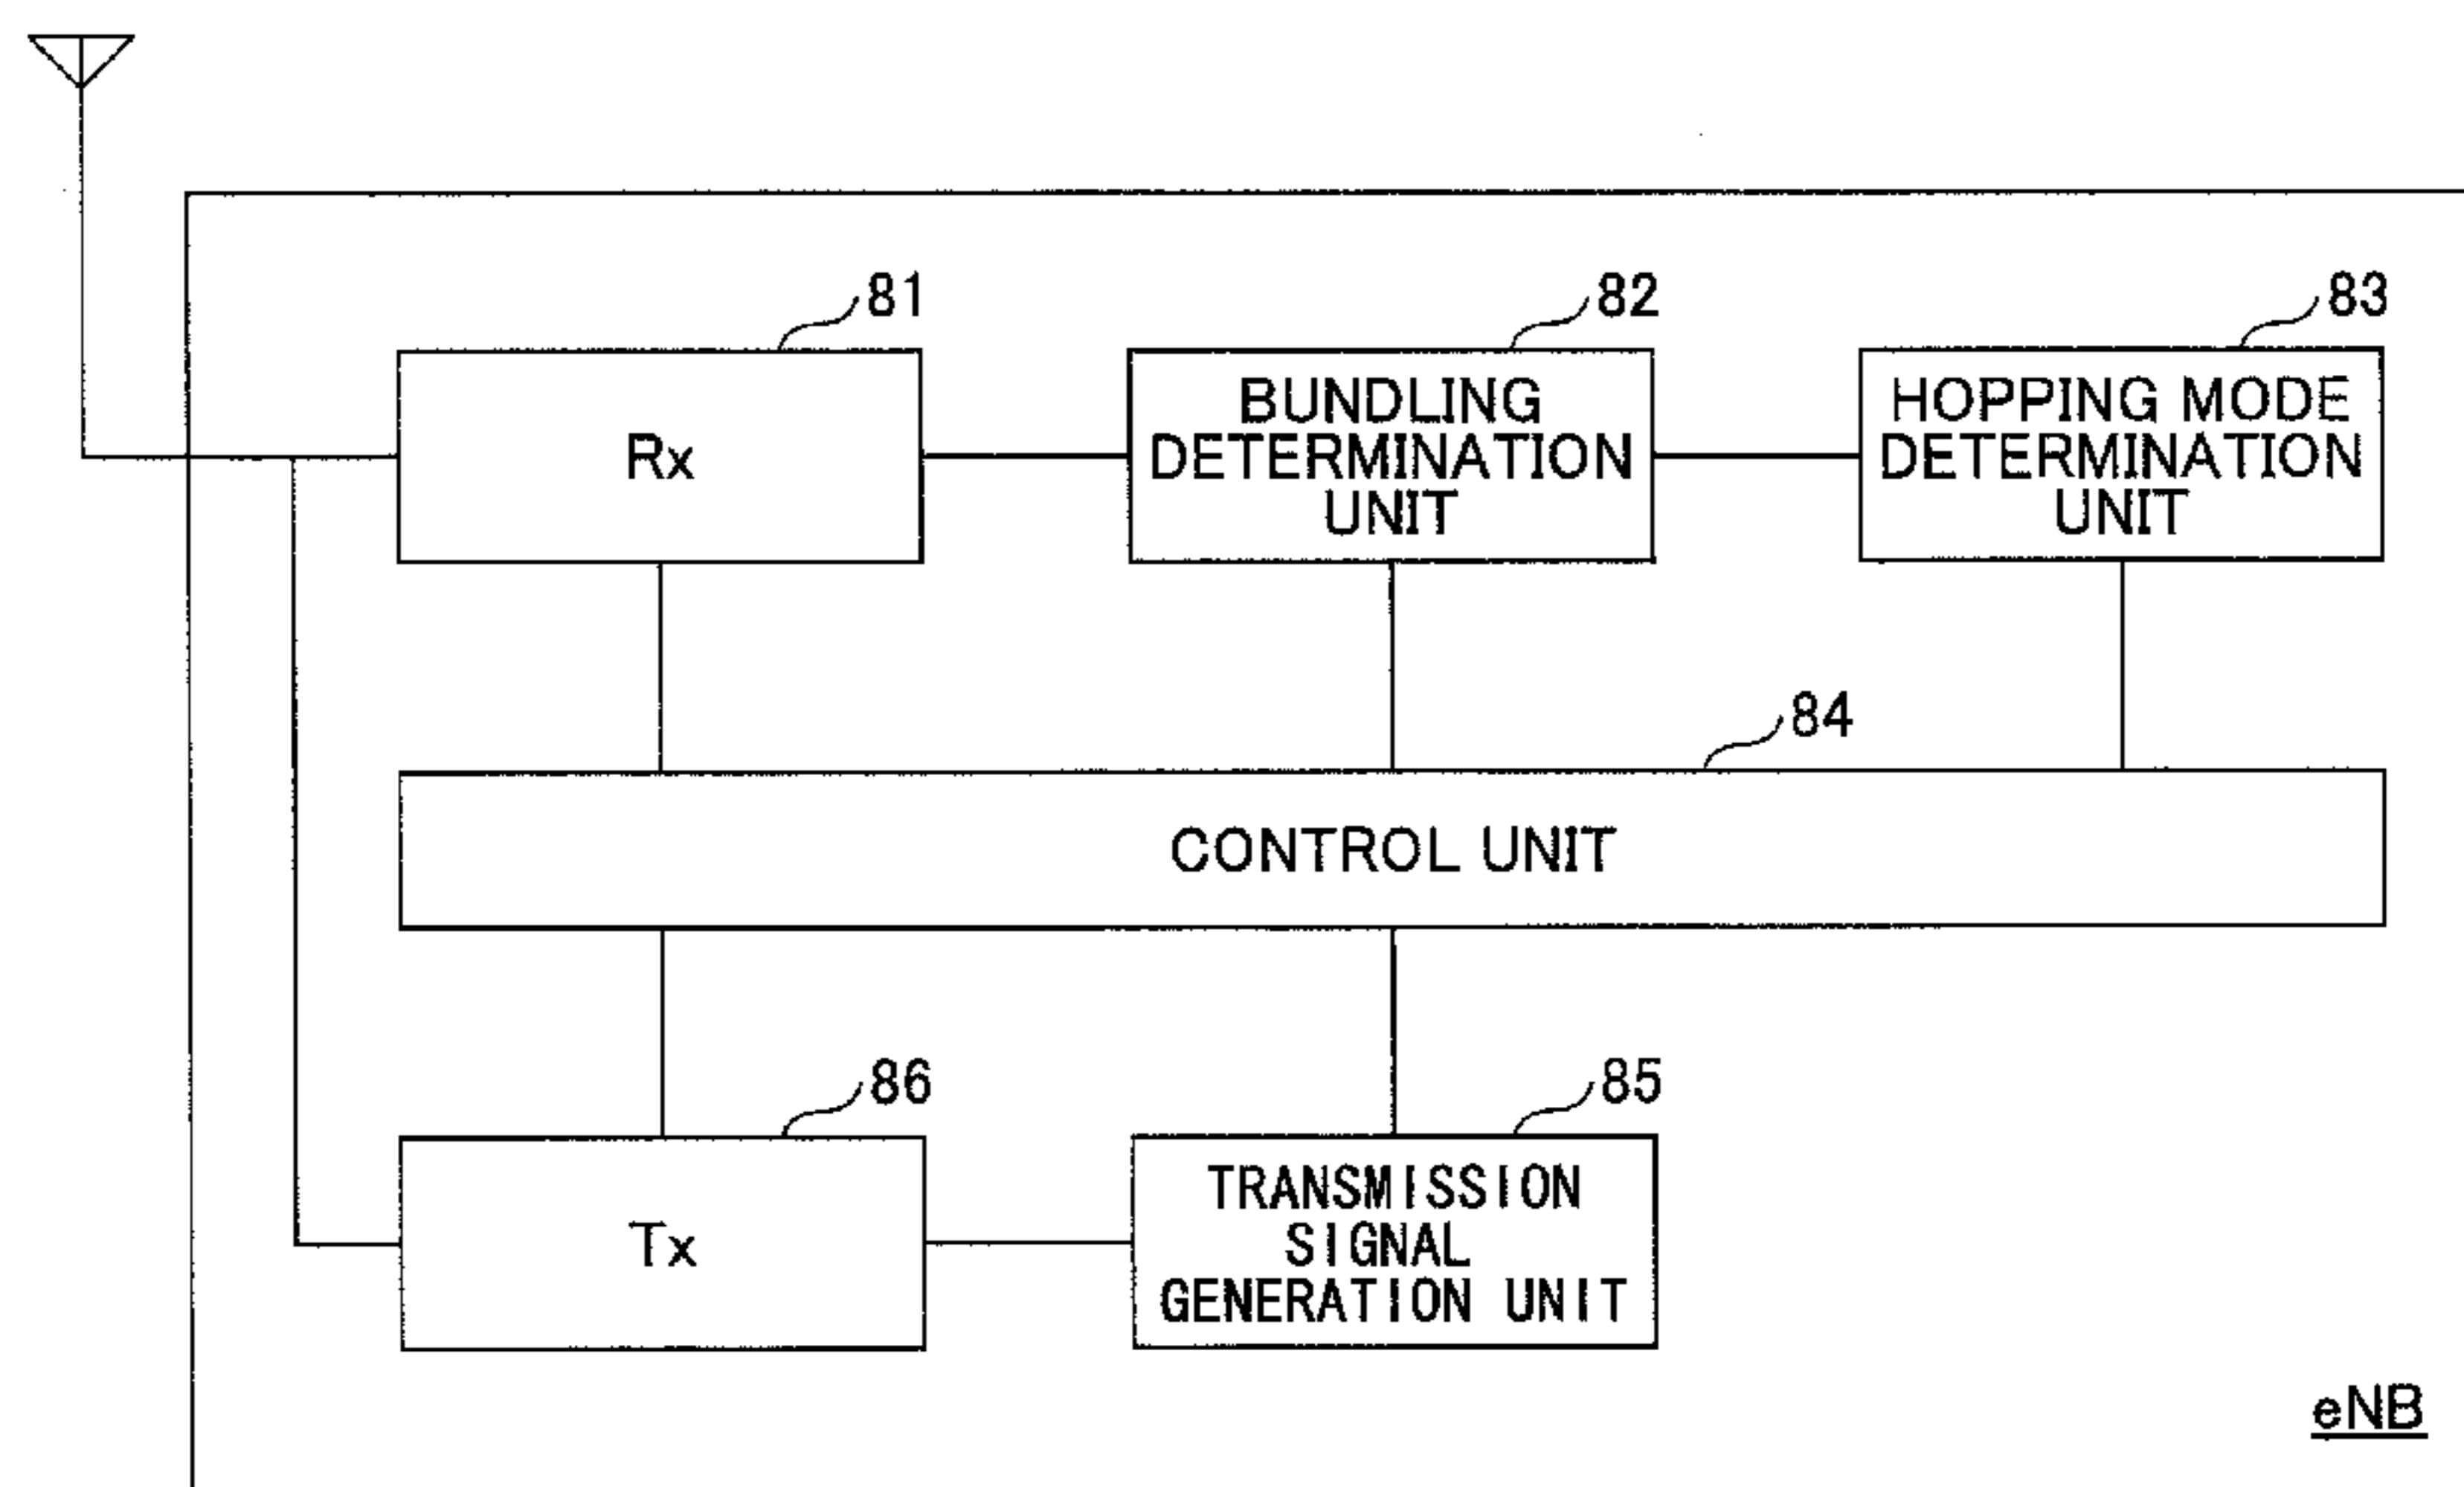 81
82
83
Rx
BUNDLING
DETERMINATION
UNIT
HOPPING MODE
DETERMINATION
UNIT
84
CONTROL UNIT
86
85
Tx
TRANSMISSION
SIGNAL
GENERATION UNIT
eNB